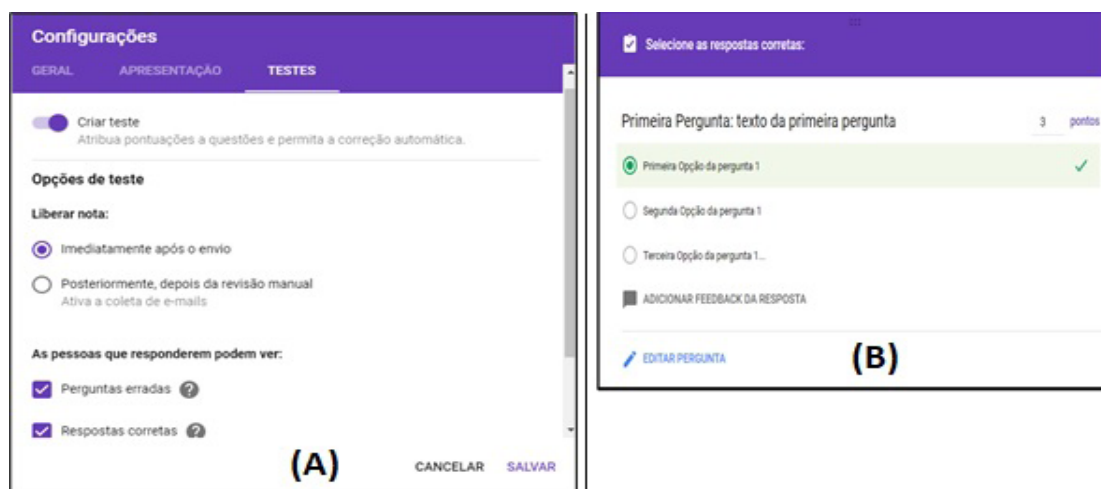 Configurações
GERAL APRESENTAÇÃO TESTES
Criar teste
Atribua pontuações a questões e permita a correção automática.
Opções de teste
Liberar nota:
Imediatamente após o envio
Posteriormente, depois da revisão manual
Ativa a coleta de e-mails
As pessoas que responderem podem ver:
Perguntas erradas ?
Respostas corretas ?
(A)
CANCELAR SALVAR
Selecione as respostas corretas:
Primeira Pergunta: texto da primeira pergunta 3 pontos
Primeira Opção da pergunta 1
Segunda Opção da pergunta 1
Terceira Opção da pergunta 1...
ADICIONAR FEEDBACK DA RESPOSTA
EDITAR PERGUNTA
(B)